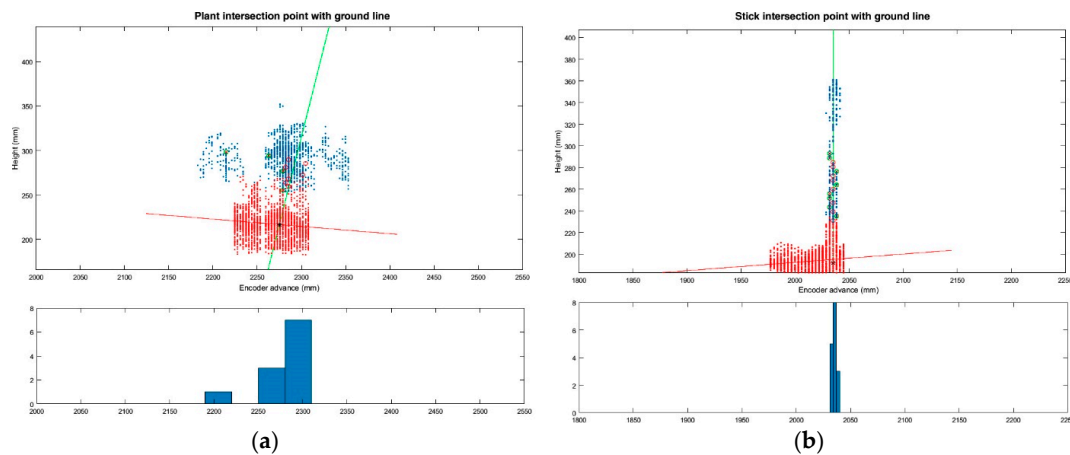 Plant intersection point with ground line
400
350
300
250
200
Height (mm)
2000 2050 2100 2150 2200 2250 2300 2350 2400 2450 2500 2550
Encoder advance (mm)
8
6
4
2
0
2000 2050 2100 2150 2200 2250 2300 2350 2400 2450 2500 2550
(a)
Stick intersection point with ground line
400
380
360
340
320
300
280
260
240
220
200
Height (mm)
1800 1850 1900 1950 2000 2050 2100 2150 2200 2250
Encoder advance (mm)
8
6
4
2
0
1800 1850 1900 1950 2000 2050 2100 2150 2200 2250
(b)